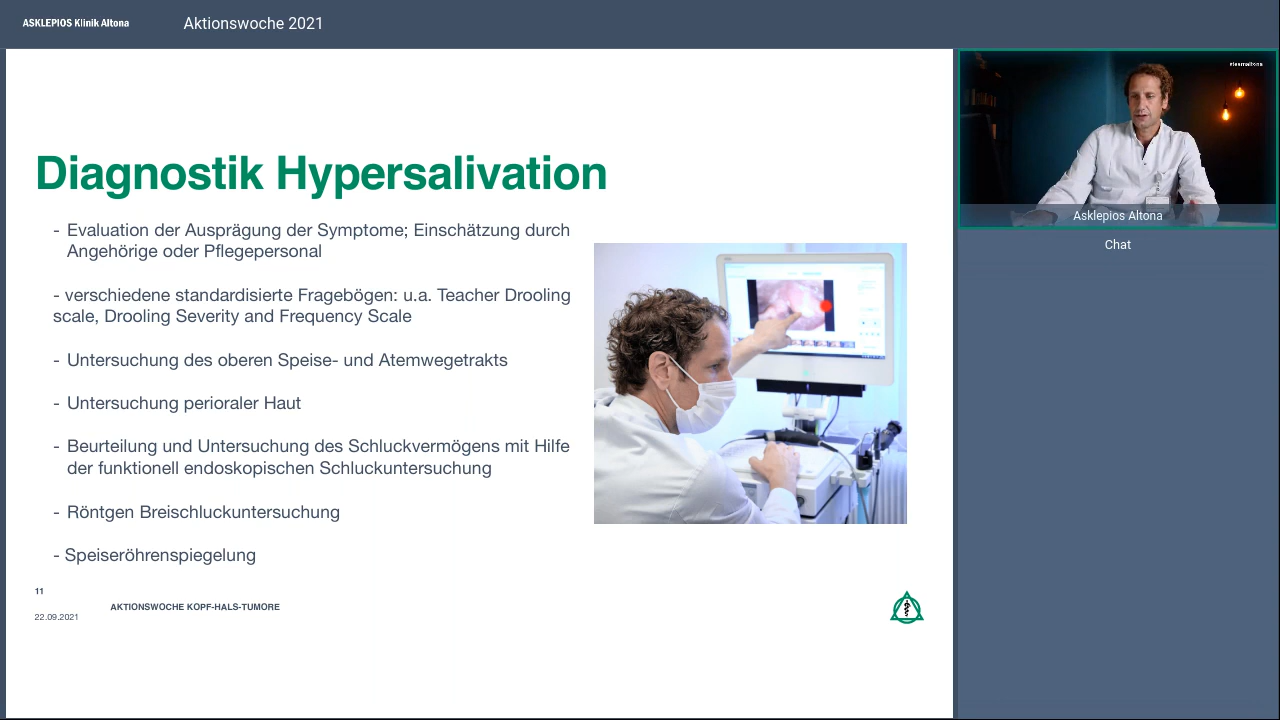 ASKLEPIOS Klinik Altona
Aktionswoche 2021
Diagnostik Hypersalivation
- Evaluation der Ausprägung der Symptome; Einschätzung durch
Angehörige oder Pflegepersonal
- verschiedene standardisierte Fragebögen: u.a. Teacher Drooling
scale, Drooling Severity and Frequency Scale
- Untersuchung des oberen Speise- und Atemwegetrakts
- Untersuchung perioraler Haut
- Beurteilung und Untersuchung des Schluckvermögens mit Hilfe
der funktionell endoskopischen Schluckuntersuchung
- Röntgen Breischluckuntersuchung
- Speiseröhrenspiegelung
11
AKTIONSWOCHE KOPF-HALS-TUMORE
22.09.2021
#teamaltona
Asklepios Altona
Chat